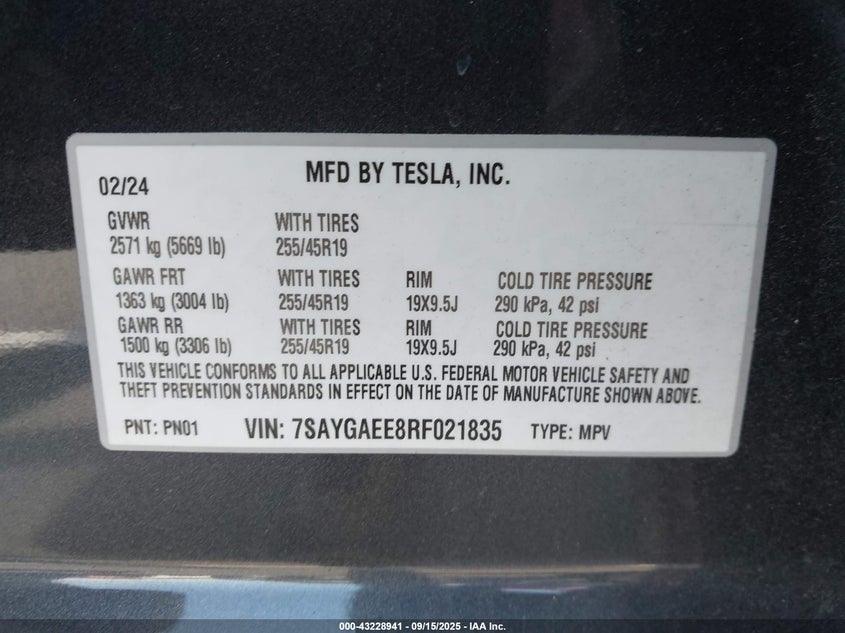 MFD BY TESLA, INC.
02/24
GVWR WITH TIRES
2571 kg (5669 lb) 255/45R19
GAWR FRT WITH TIRES RIM COLD TIRE PRESSURE
1363 kg (3004 lb) 255/45R19 19X9.5J 290 kPa, 42 psi
GAWR RR WITH TIRES RIM COLD TIRE PRESSURE
1500 kg (3306 lb) 255/45R19 19X9.5J 290 kPa, 42 psi
THIS VEHICLE CONFORMS TO ALL APPLICABLE U.S. FEDERAL MOTOR VEHICLE SAFETY AND
THEFT PREVENTION STANDARDS IN EFFECT ON THE DATE OF MANUFACTURE SHOWN ABOVE.
PNT: PN01 VIN: 7SAYGAEE8RF021835 TYPE: MPV
000-43228941 - 09/15/2025 - IAA Inc.